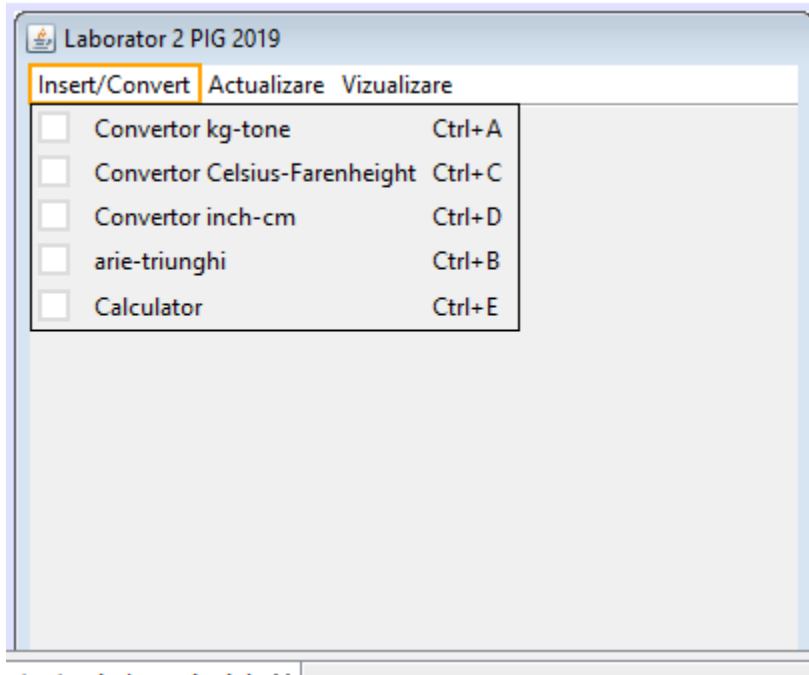 Laborator 2 PIG 2019
Insert/Convert Actualizare Vizualizare
Convertor kg-tone Ctrl+A
Convertor Celsius-Farenheight Ctrl+C
Convertor inch-cm Ctrl+D
arie-triunghi Ctrl+B
Calculator Ctrl+E